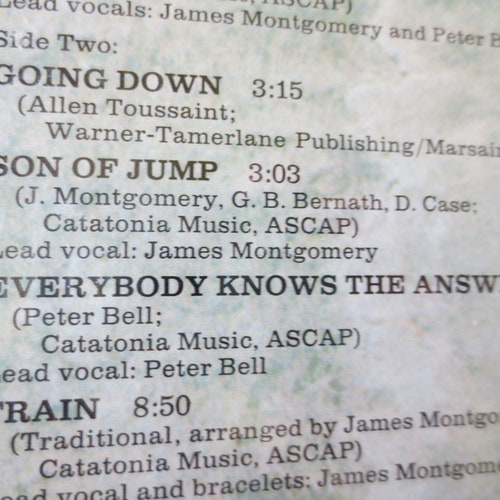 Lead vocals: James Montgomery and Peter B
Side Two:
GOING DOWN 3:15
(Allen Toussaint;
Warner-Tamerlane Publishing/Marsain
SON OF JUMP 3:03
(J. Montgomery, G. B. Bernath, D. Case;
Catatonia Music, ASCAP)
Lead vocal: James Montgomery
EVERYBODY KNOWS THE ANSW
(Peter Bell;
Catatonia Music, ASCAP)
Lead vocal: Peter Bell
TRAIN 8:50
(Traditional, arranged by James Montgo
Catatonia Music, ASCAP)
Lead vocal and bracelets: James Montgome